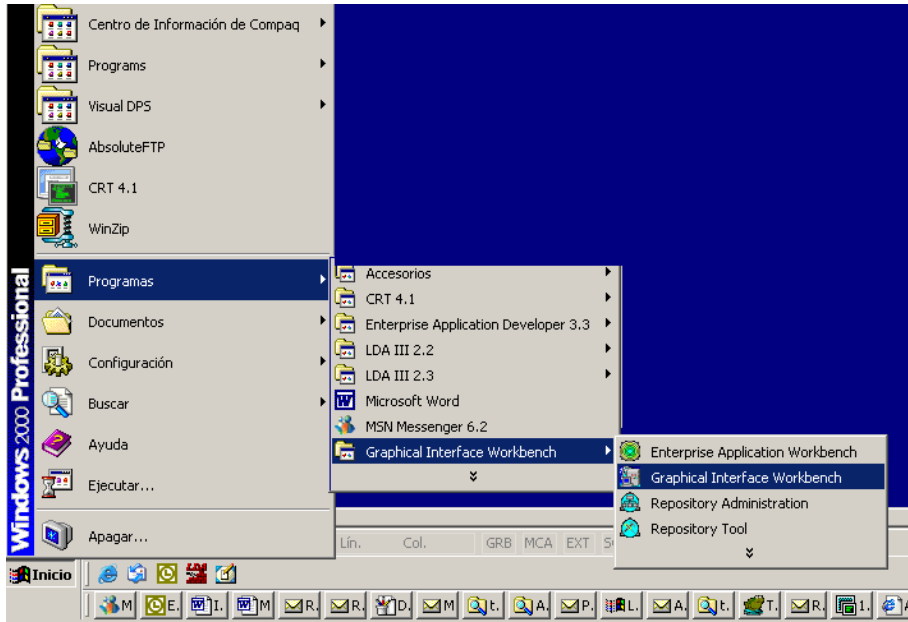 Centro de Información de Compaq
Programs
Visual DPS
AbsoluteFTP
CRT 4.1
WinZip
Programas
Documentos
Configuración
Buscar
Ayuda
Ejecutar...
Apagar...
Windows 2000 Professional
Accesorios
CRT 4.1
Enterprise Application Developer 3.3
LDA III 2.2
LDA III 2.3
Microsoft Word
MSN Messenger 6.2
Graphical Interface Workbench
Enterprise Application Workbench
Graphical Interface Workbench
Repository Administration
Repository Tool
Lín. Col. GRB MCA EXT
Inicio
M E. I. M R. R. D. M t. A. P. L. A. t. T. R. 1.